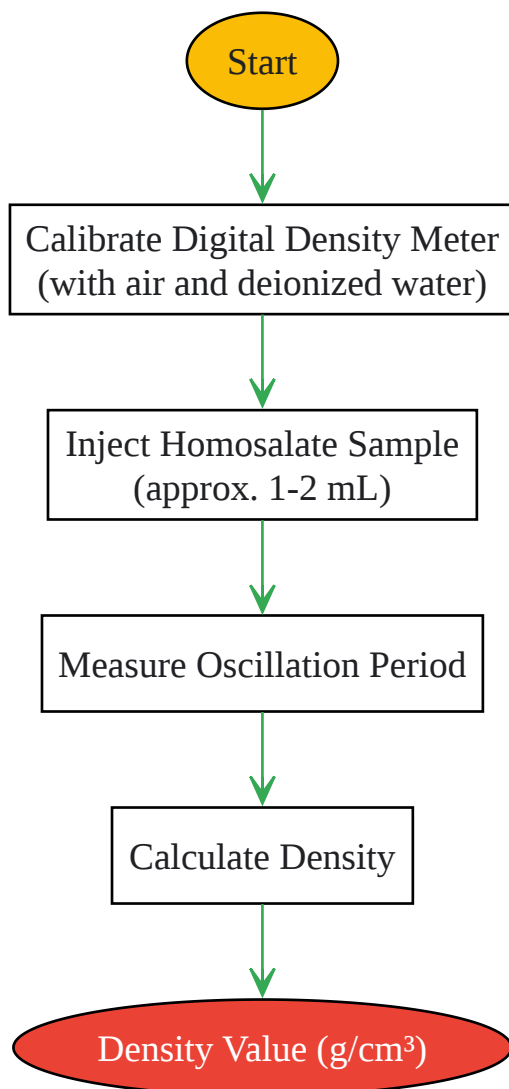 Start
Calibrate Digital Density Meter
(with air and deionized water)
Inject Homosalate Sample
(approx. 1-2 mL)
Measure Oscillation Period
Calculate Density
Density Value (g/cm³)